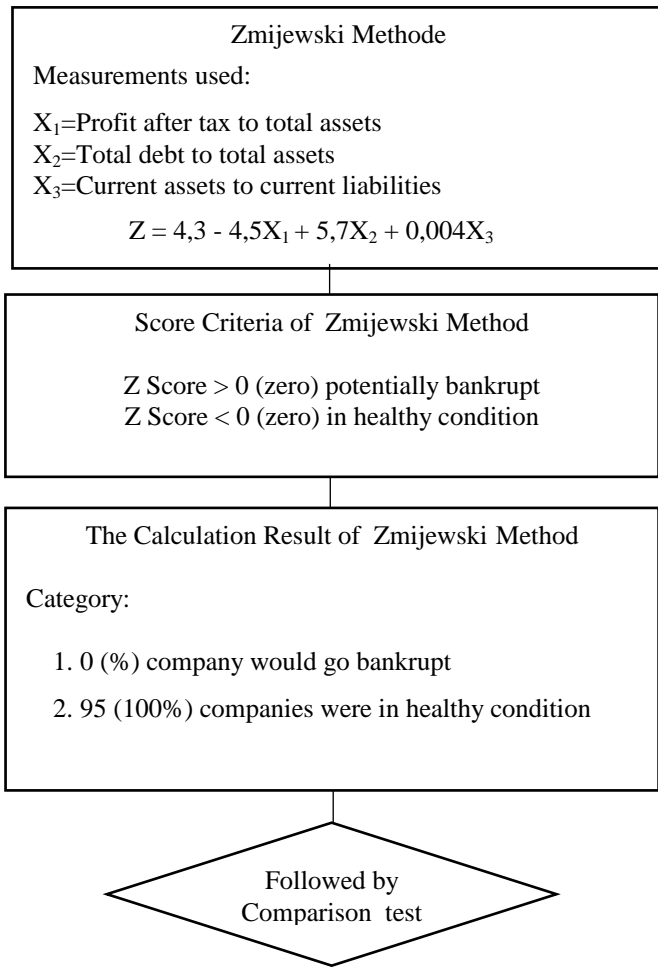 Zmijewski Methode
Measurements used:
X₁=Profit after tax to total assets
X₂=Total debt to total assets
X₃=Current assets to current liabilities
Z = 4,3 - 4,5X₁ + 5,7X₂ + 0,004X₃
Score Criteria of Zmijewski Method
Z Score > 0 (zero) potentially bankrupt
Z Score < 0 (zero) in healthy condition
The Calculation Result of Zmijewski Method
Category:
1. 0 (%) company would go bankrupt
2. 95 (100%) companies were in healthy condition
Followed by
Comparison test